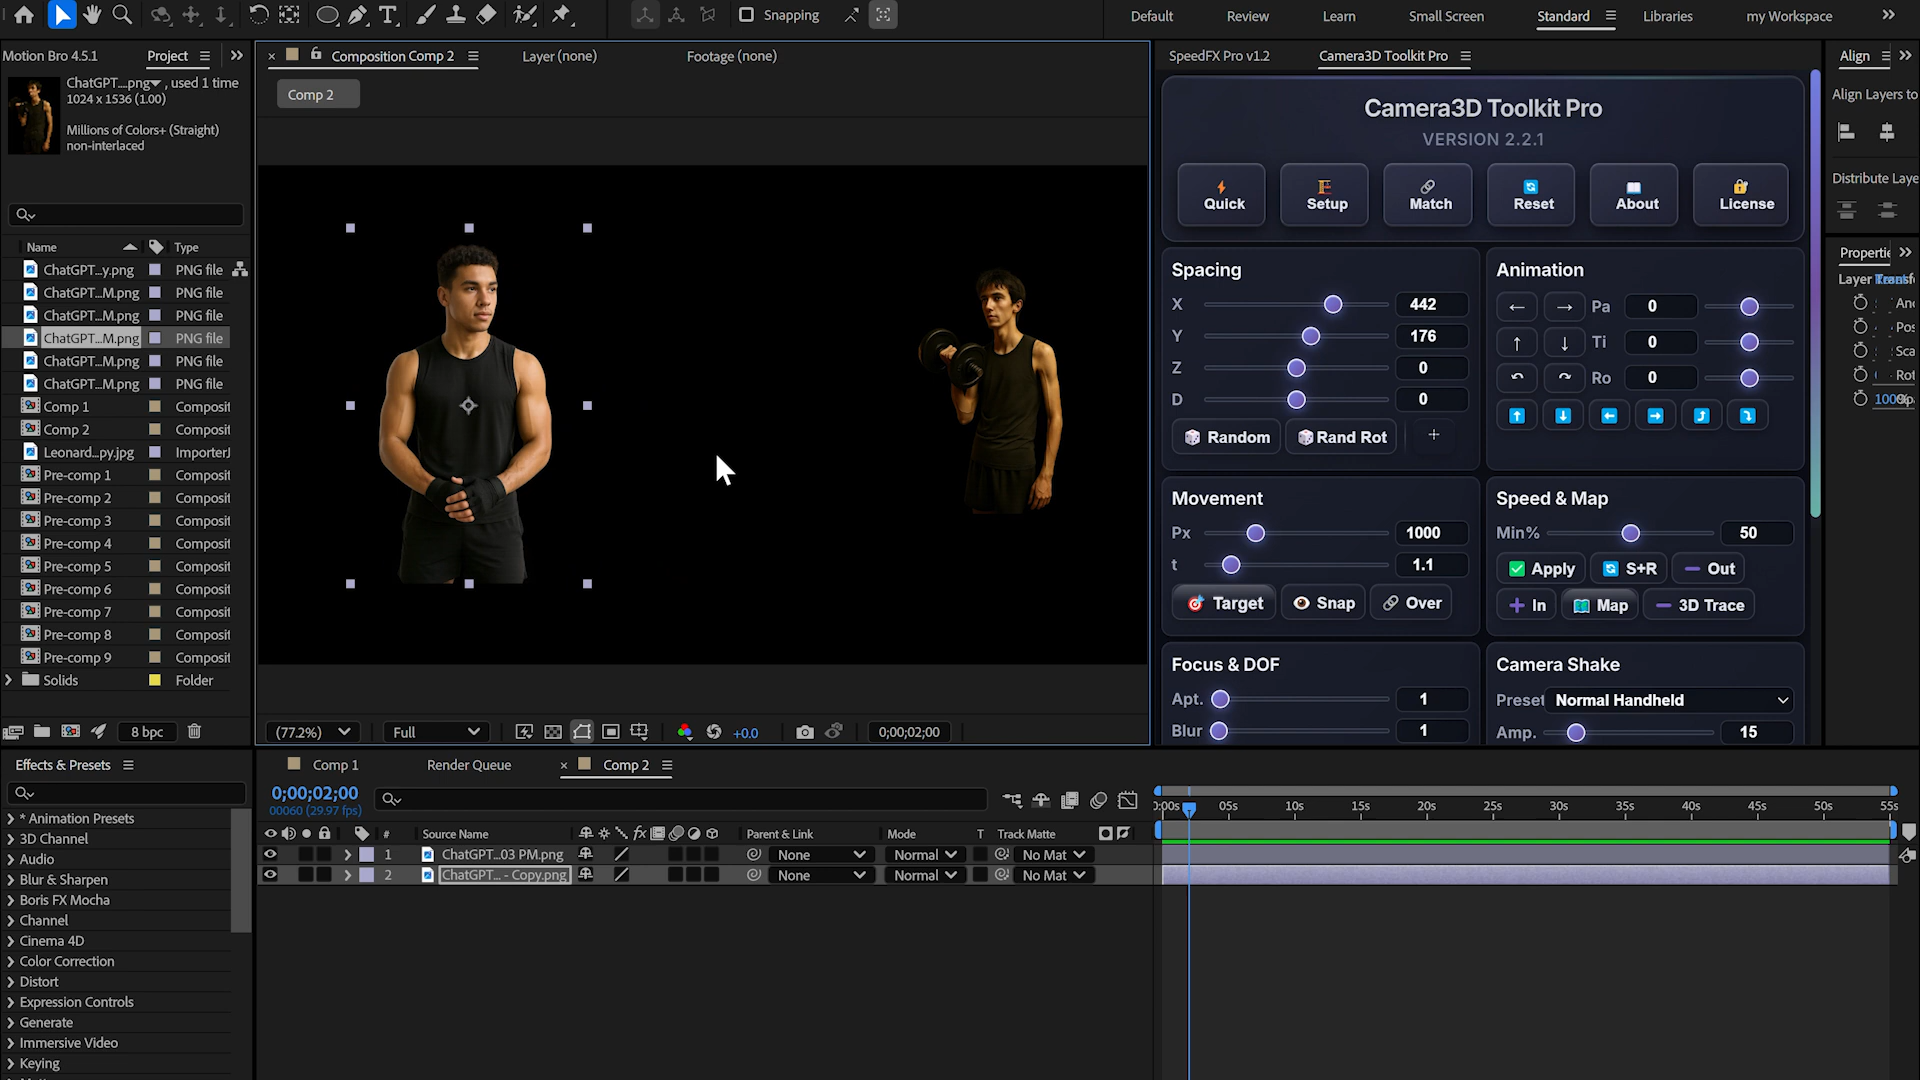 Snapping
Default
Review
Learn
Small Screen
Standard
Libraries
my Workspace
Motion Bro 4.5.1
Project
Composition Comp 2
Layer (none)
Footage (none)
SpeedFX Pro v1.2
Camera3D Toolkit Pro
Align
ChatGPT....png , used 1 time
1024 x 1536 (1.00)
Millions of Colors+ (Straight)
non-interlaced
Comp 2
Camera3D Toolkit Pro
VERSION 2.2.1
Align Layers to
Quick
Setup
Match
Reset
About
License
Distribute Laye
Name
Type
ChatGPT...y.png PNG file
ChatGPT...M.png PNG file
ChatGPT...M.png PNG file
ChatGPT...M.png PNG file
ChatGPT...M.png PNG file
ChatGPT...M.png PNG file
Comp 1 Composit
Comp 2 Composit
Leonard...py.jpg ImporterJ
Pre-comp 1 Composit
Pre-comp 2 Composit
Pre-comp 3 Composit
Pre-comp 4 Composit
Pre-comp 5 Composit
Pre-comp 6 Composit
Pre-comp 7 Composit
Pre-comp 8 Composit
Pre-comp 9 Composit
Solids Folder
8 bpc
Spacing
X 442
Y 176
Z 0
D 0
Random
Rand Rot
+
Animation
Pa 0
Ti 0
Ro 0
Propertie
Layer
Pos
Sca
Rot
Movement
Px 1000
t 1.1
Target
Snap
Over
Speed & Map
Min% 50
Apply
S+R
Out
In
Map
3D Trace
Focus & DOF
Apt. 1
Blur 1
Camera Shake
Preset Normal Handheld
Amp. 15
(77.2%)
Full
+0.0
0;00;02;00
Effects & Presets
* Animation Presets
3D Channel
Audio
Blur & Sharpen
Boris FX Mocha
Channel
Cinema 4D
Color Correction
Distort
Expression Controls
Generate
Immersive Video
Keying
Comp 1
Render Queue
Comp 2
0;00;02;00
00060 (29.97 fps)
0:00s 05s 10s 15s 20s 25s 30s 35s 40s 45s 50s 55s
# Source Name fx Parent & Link Mode T Track Matte
1 ChatGPT...03 PM.png None Normal No Mat
2 ChatGPT... - Copy.png None Normal No Mat